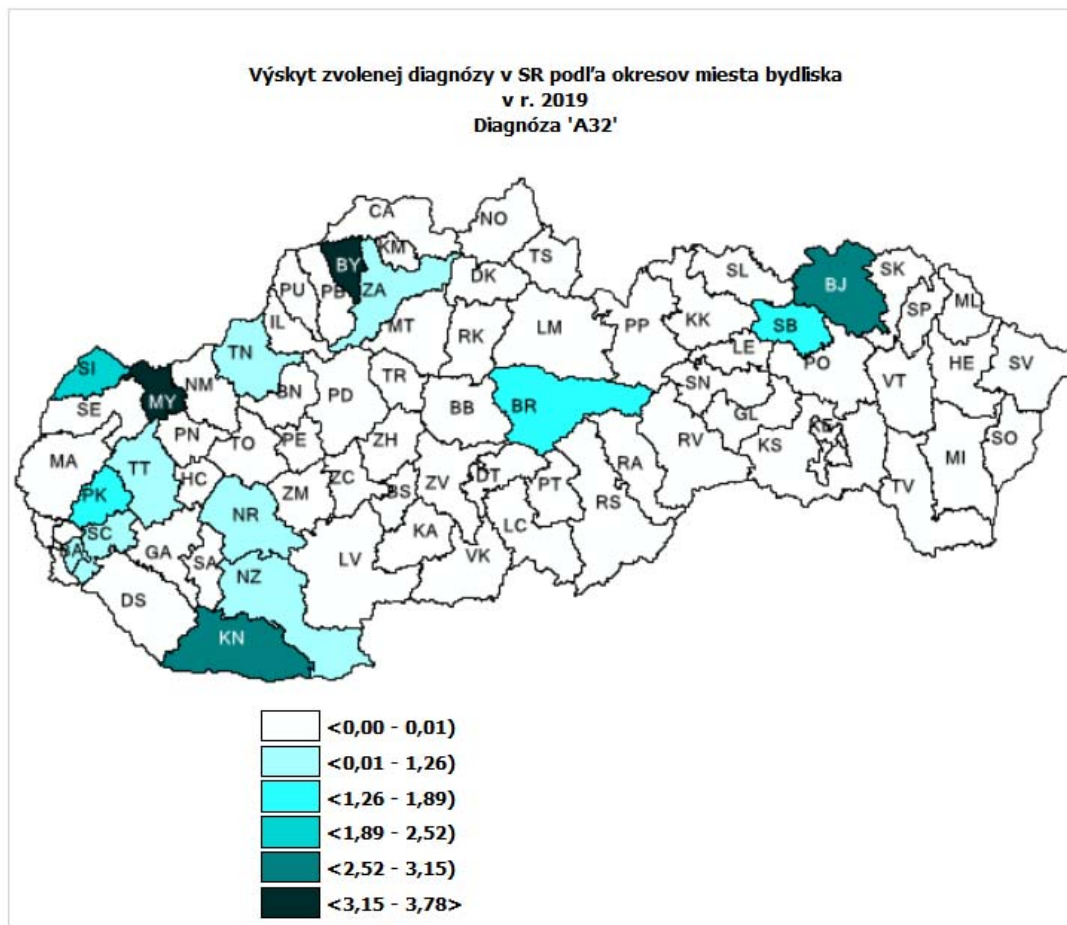 Výskyt zvolenej diagnózy v SR podľa okresov miesta bydliska
v r. 2019
Diagnóza 'A32'
CA
NO
KM
TS
BY
PU
PB
ZA
DK
SL
SK
BJ
ML
SP
IL
MT
RK
LM
PP
KK
SB
TN
LE
PO
HE
SV
SI
NM
BN
PD
TR
BB
BR
SN
VT
SE
MY
GL
PN
TO
PE
ZH
RV
KS
SO
MA
TT
HC
ZC
ZV
DT
RA
MI
PK
ZM
BS
PT
TV
NR
RS
SC
KA
LC
BA
GA
SA
LV
VK
NZ
DS
KN
<0,00 - 0,01)
<0,01 - 1,26)
<1,26 - 1,89)
<1,89 - 2,52)
<2,52 - 3,15)
<3,15 - 3,78>